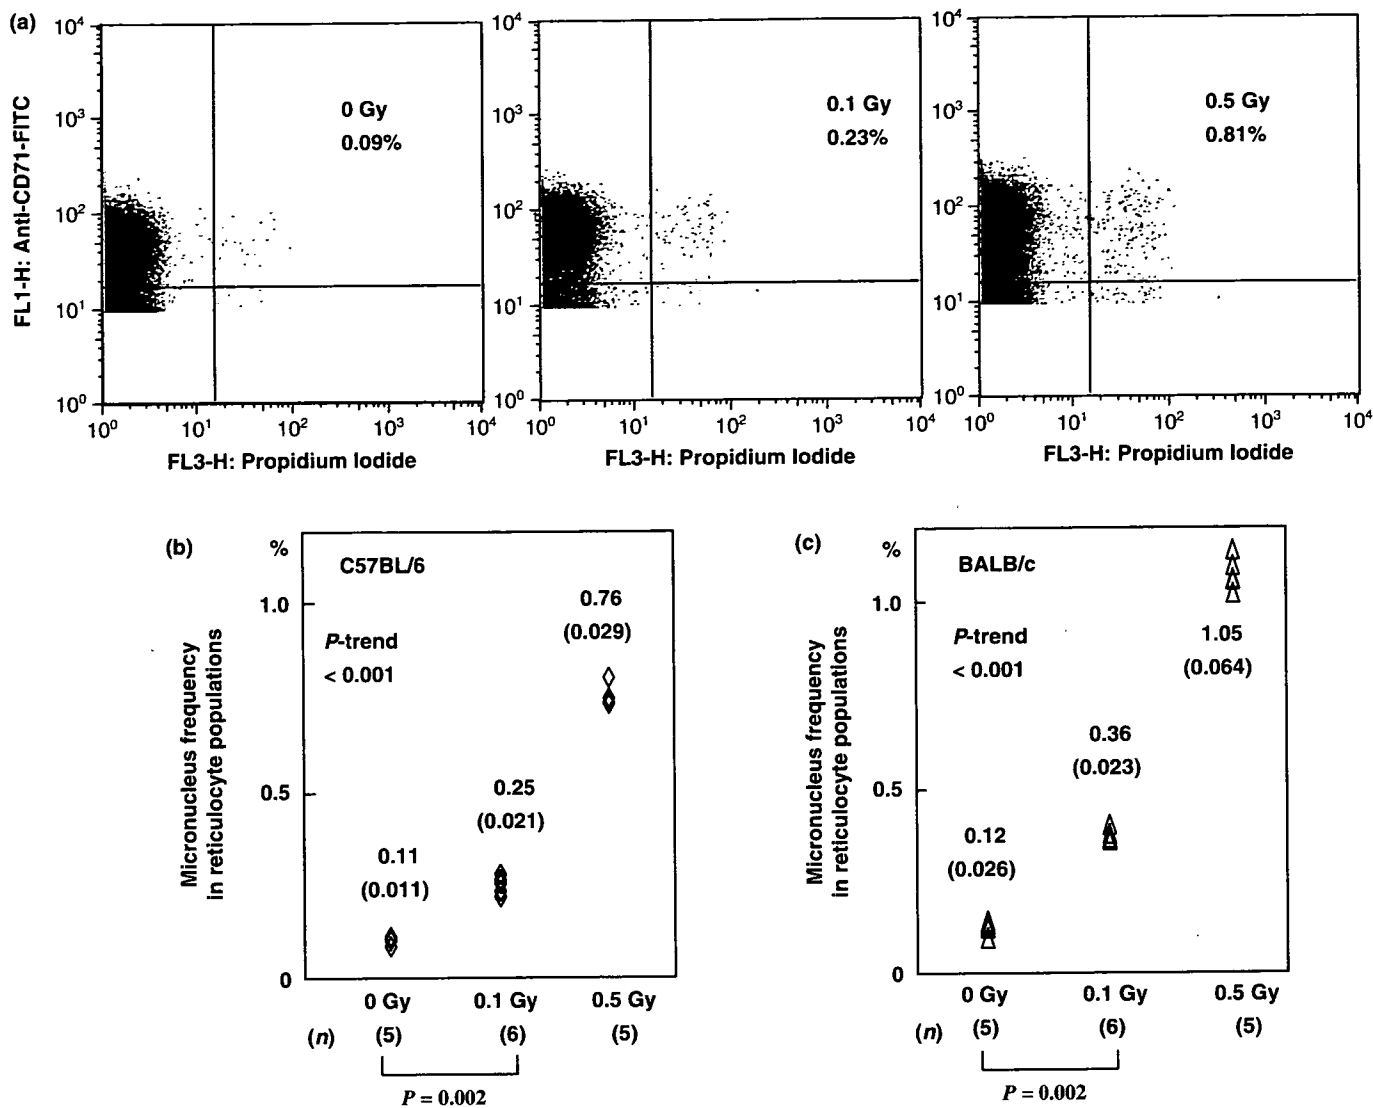 (a)
FL1-H: Anti-CD71-FITC
10⁴
10³
10²
10¹
10⁰
0 Gy
0.09%
10⁰ 10¹ 10² 10³ 10⁴
FL3-H: Propidium Iodide
10⁴
10³
10²
10¹
10⁰
0.1 Gy
0.23%
10⁰ 10¹ 10² 10³ 10⁴
FL3-H: Propidium Iodide
10⁴
10³
10²
10¹
10⁰
0.5 Gy
0.81%
10⁰ 10¹ 10² 10³ 10⁴
FL3-H: Propidium Iodide
(b)
%
Micronucleus frequency
in reticulocyte populations
1.0
0.5
0
C57BL/6
P-trend
< 0.001
0.11
(0.011)
0.25
(0.021)
0.76
(0.029)
0 Gy 0.1 Gy 0.5 Gy
(n) (5) (6) (5)
P = 0.002
(c)
%
Micronucleus frequency
in reticulocyte populations
1.0
0.5
0
BALB/c
P-trend
< 0.001
0.12
(0.026)
0.36
(0.023)
1.05
(0.064)
0 Gy 0.1 Gy 0.5 Gy
(n) (5) (6) (5)
P = 0.002